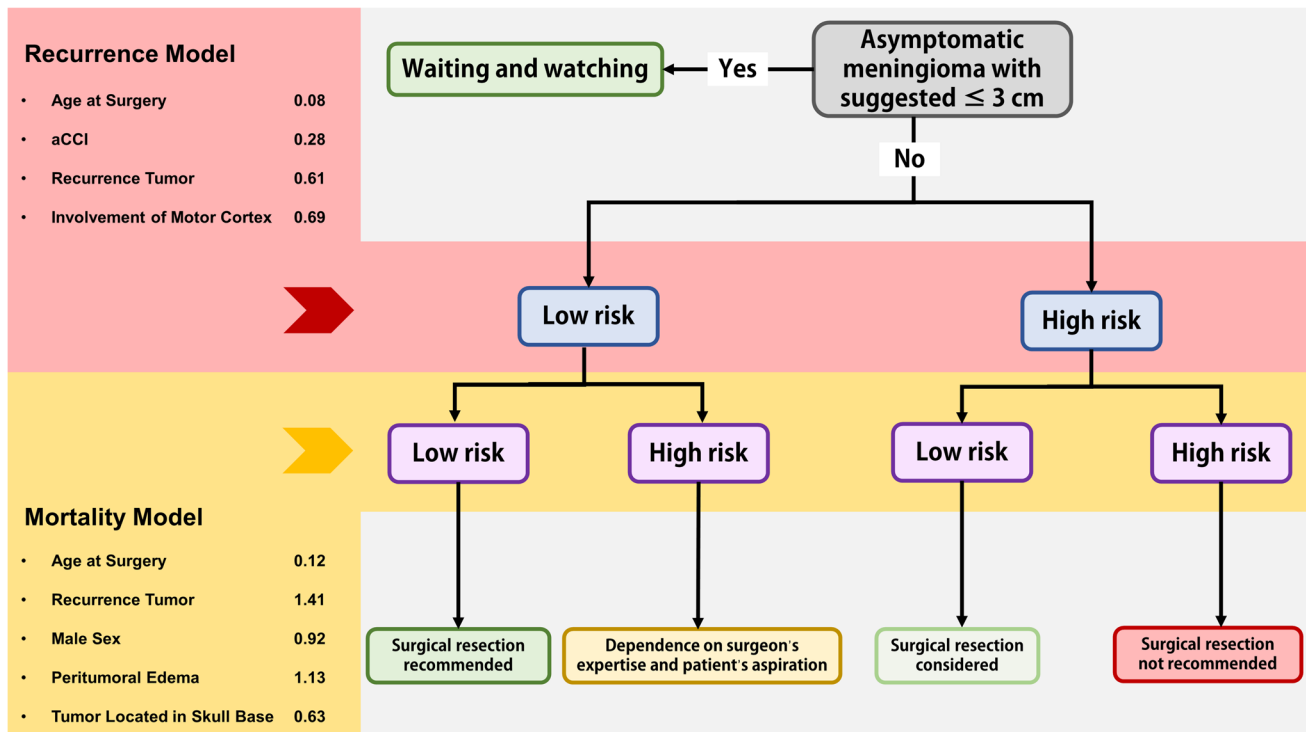 Recurrence Model
• Age at Surgery 0.08
• aCCI 0.28
• Recurrence Tumor 0.61
• Involvement of Motor Cortex 0.69
Asymptomatic
meningioma with
suggested ≤ 3 cm
Yes
Waiting and watching
No
Low risk
High risk
Low risk
High risk
Low risk
High risk
Mortality Model
• Age at Surgery 0.12
• Recurrence Tumor 1.41
• Male Sex 0.92
• Peritumoral Edema 1.13
• Tumor Located in Skull Base 0.63
Surgical resection
recommended
Dependence on surgeon's
expertise and patient's aspiration
Surgical resection
considered
Surgical resection
not recommended